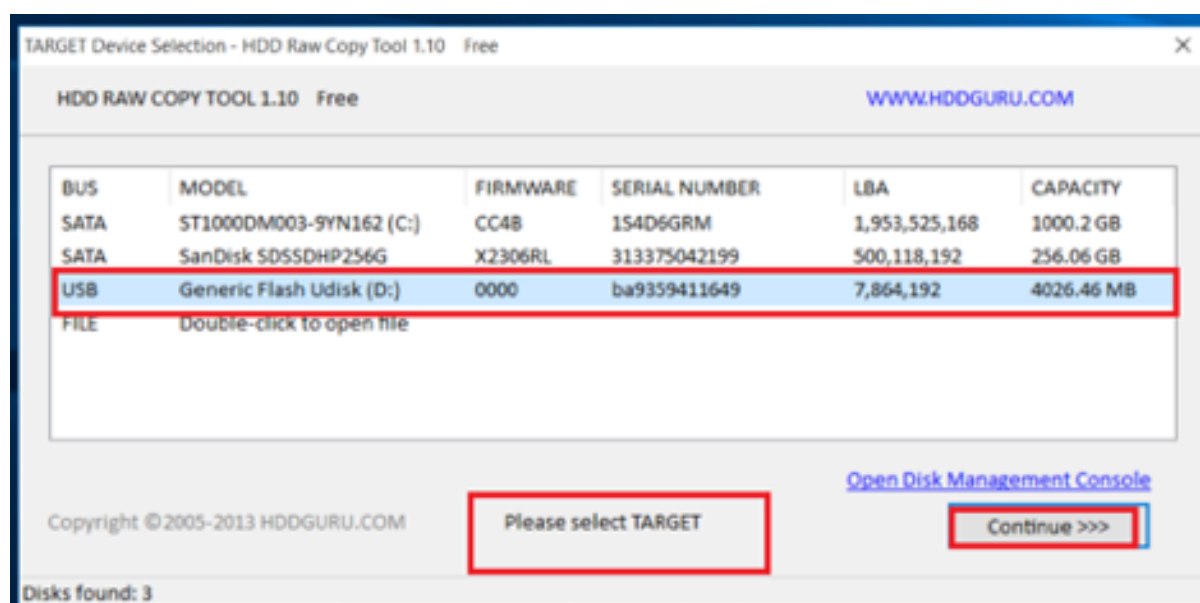 TARGET Device Selection - HDD Raw Copy Tool 1.10 Free
HDD RAW COPY TOOL 1.10 Free WWW.HDDGURU.COM
BUS MODEL FIRMWARE SERIAL NUMBER LBA CAPACITY
SATA ST1000DM003-9YN162 (C:) CC4B 1S4D6GRM 1,953,525,168 1000.2 GB
SATA SanDisk SDSSDHP256G X2306RL 313375042199 500,118,192 256.06 GB
USB Generic Flash Udisk (D:) 0000 ba9359411649 7,864,192 4026.46 MB
FILE Double-click to open file
Open Disk Management Console
Copyright ©2005-2013 HDDGURU.COM Please select TARGET Continue >>>
Disks found: 3